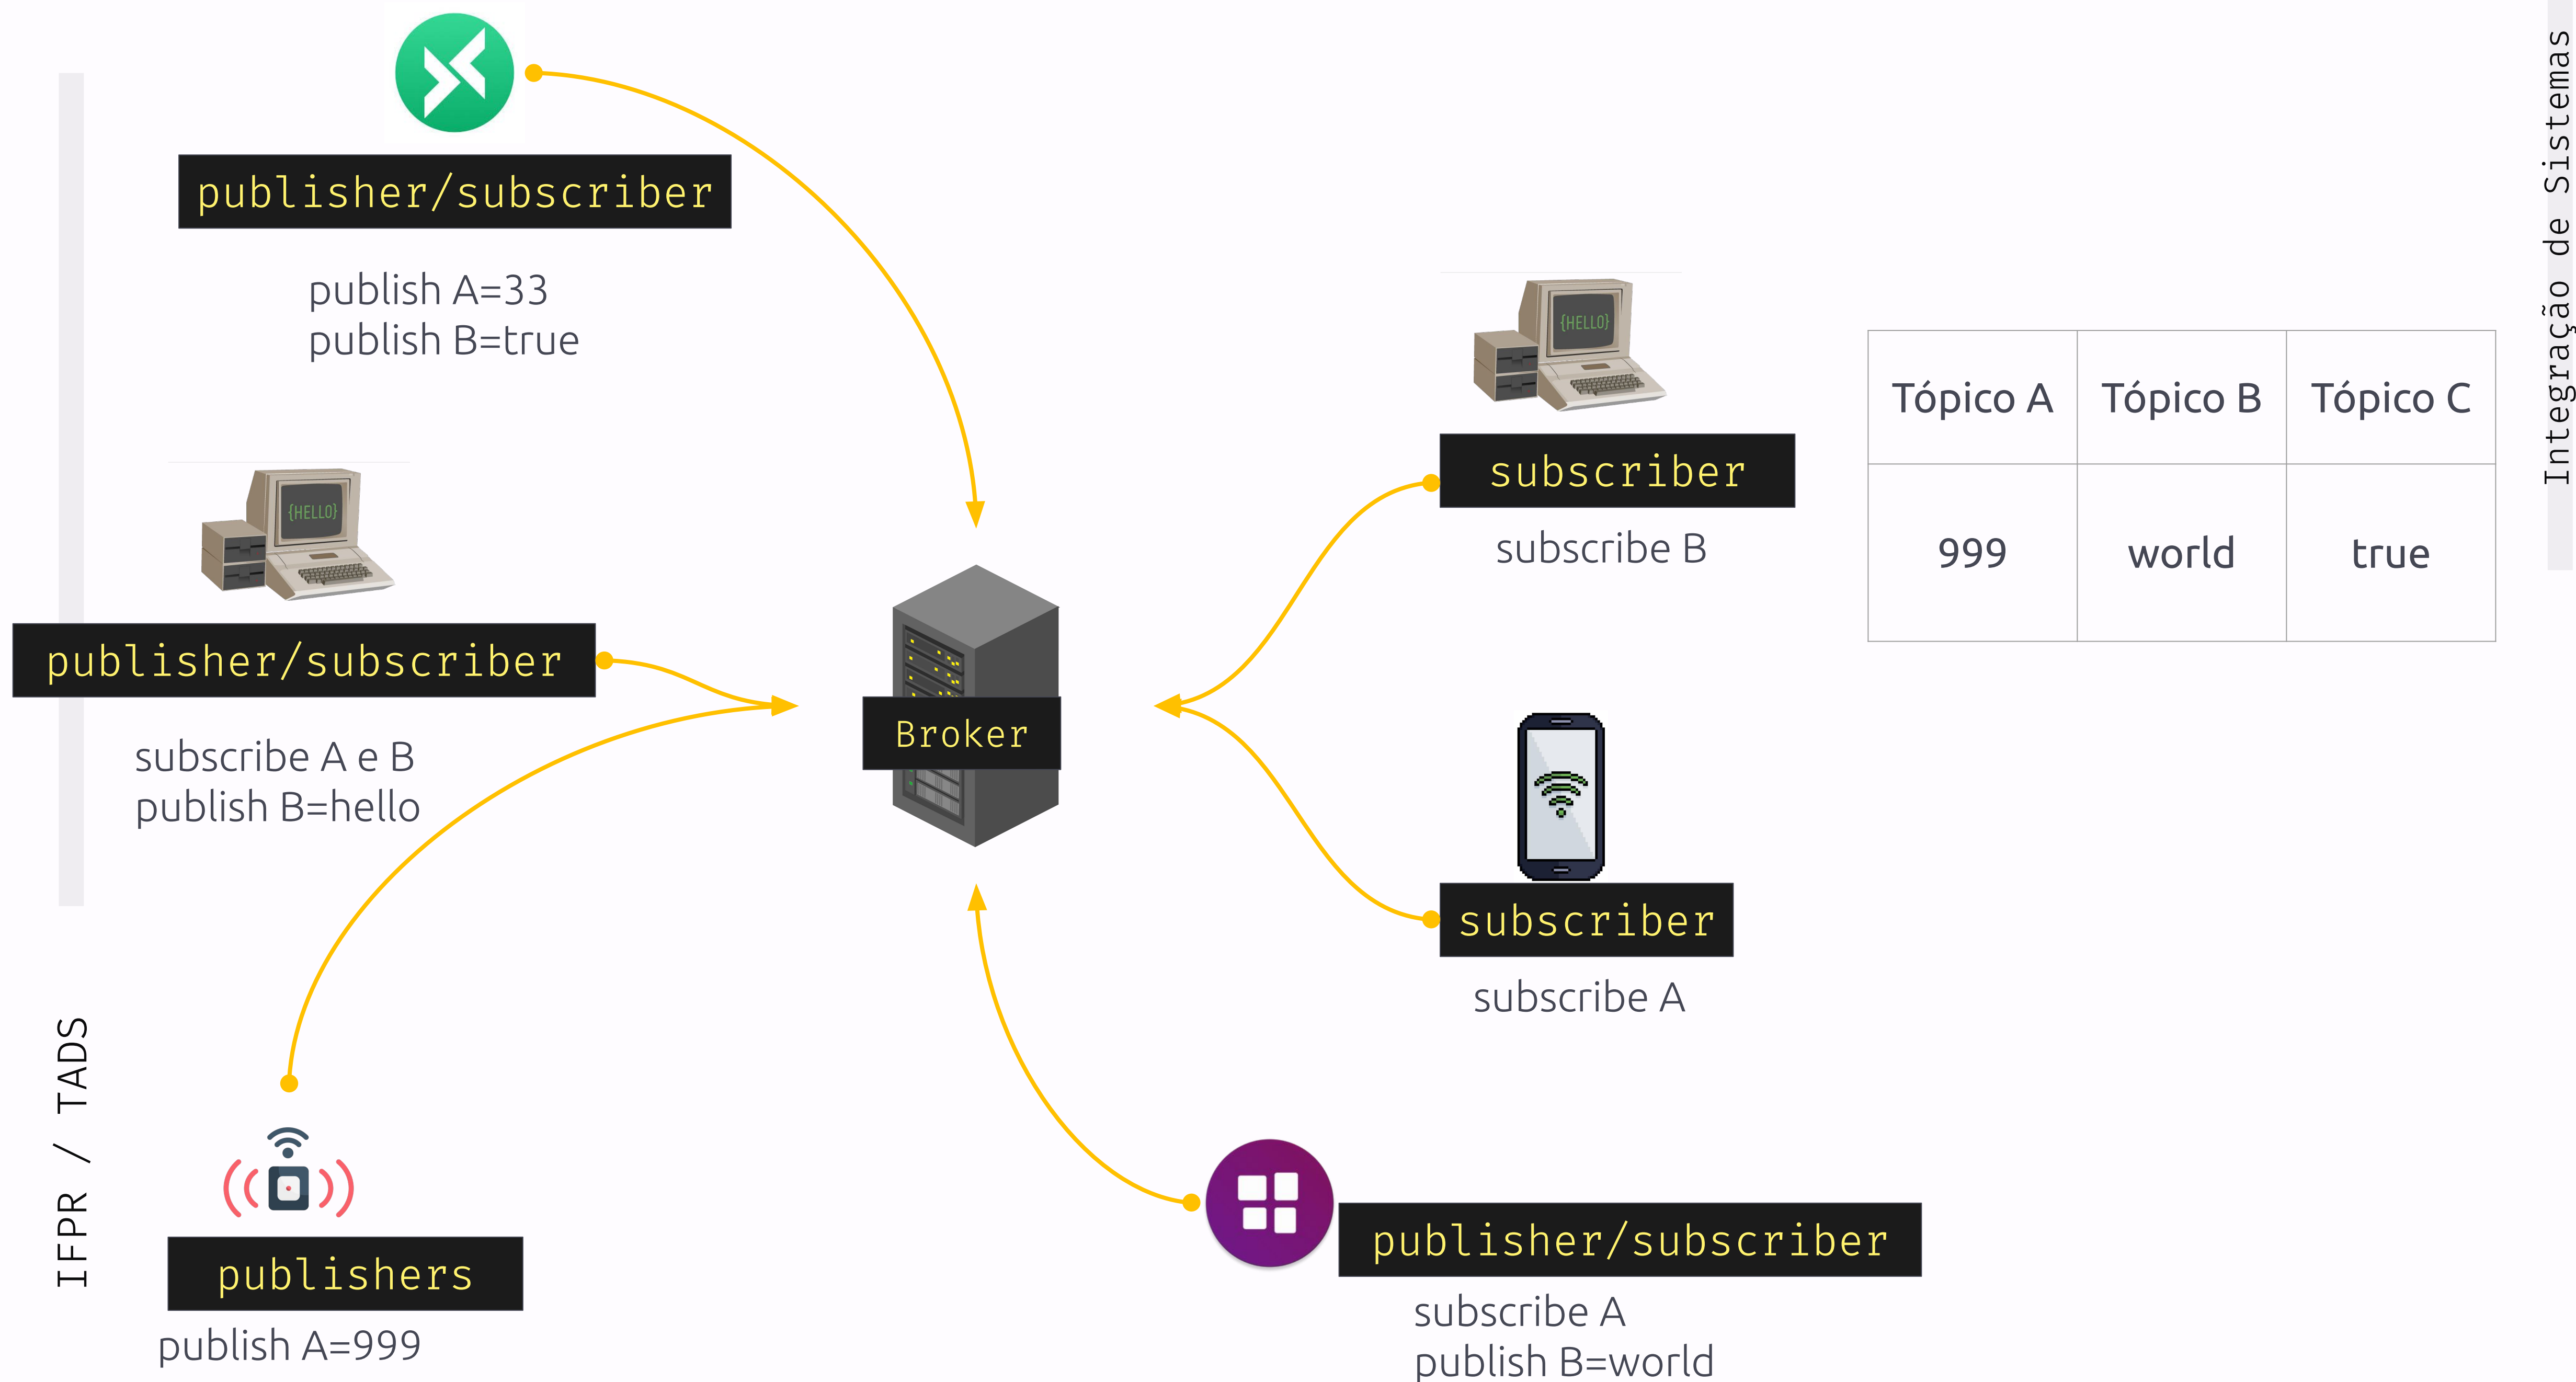 publisher/subscriber
publish A=33
publish B=true
{HELLO}
publisher/subscriber
subscribe A e B
publish B=hello
publishers
publish A=999
Broker
{HELLO}
subscriber
subscribe B
subscriber
subscribe A
publisher/subscriber
subscribe A
publish B=world
Tópico A Tópico B Tópico C
999 world true
IFPR / TADS
Integração de Sistemas